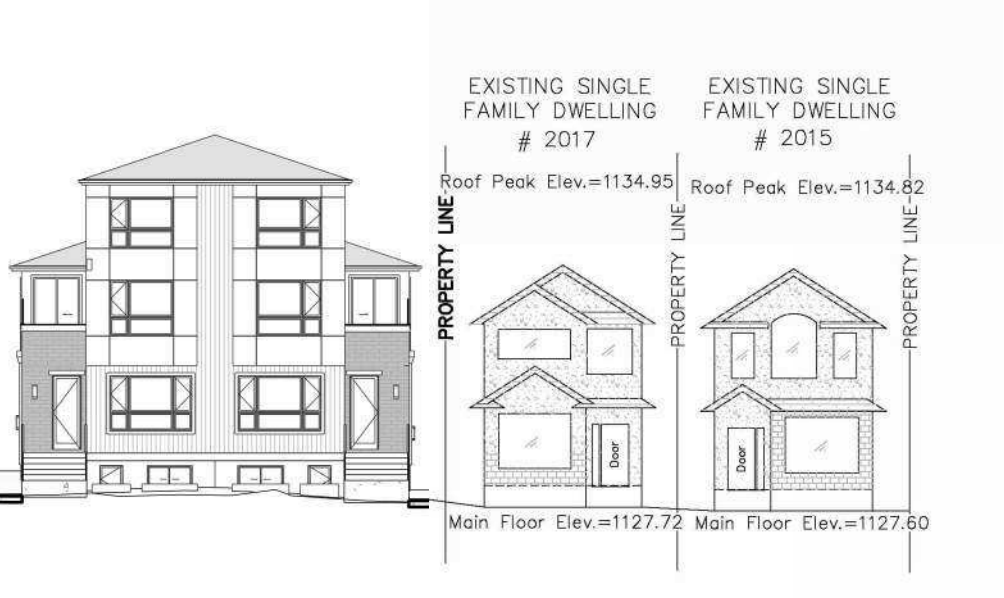 EXISTING SINGLE
FAMILY DWELLING
# 2017
EXISTING SINGLE
FAMILY DWELLING
# 2015
Roof Peak Elev.=1134.95
Roof Peak Elev.=1134.82
PROPERTY LINE
PROPERTY LINE
PROPERTY LINE
Door
Door
Main Floor Elev.=1127.72
Main Floor Elev.=1127.60